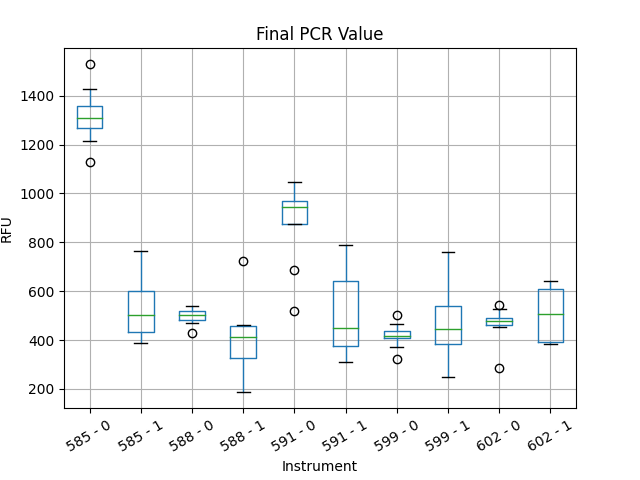 Final PCR Value
RFU
1400
1200
1000
800
600
400
200
585 - 0
585 - 1
588 - 0
588 - 1
591 - 0
591 - 1
599 - 0
599 - 1
602 - 0
602 - 1
Instrument